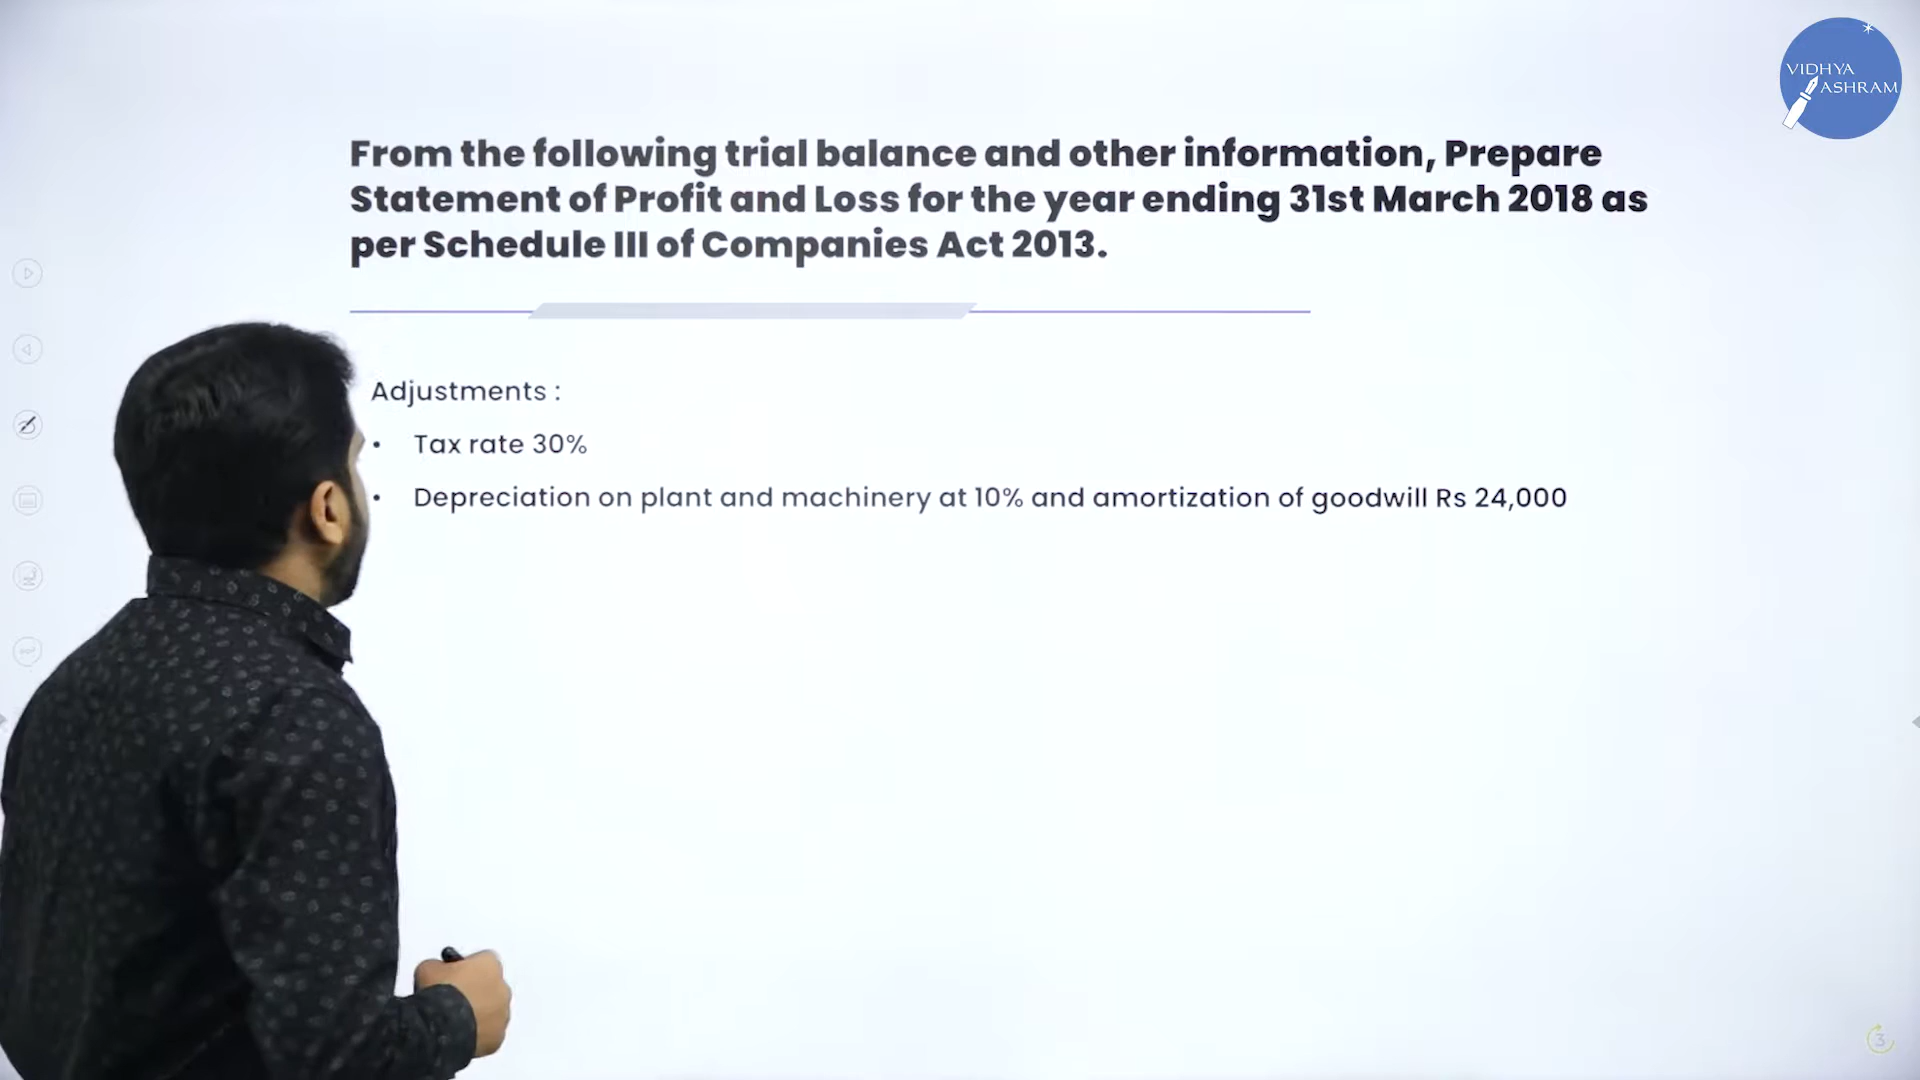 VIDHYA
ASHRAM
From the following trial balance and other information, Prepare
Statement of Profit and Loss for the year ending 31st March 2018 as
per Schedule III of Companies Act 2013.
Adjustments :
• Tax rate 30%
• Depreciation on plant and machinery at 10% and amortization of goodwill Rs 24,000
3